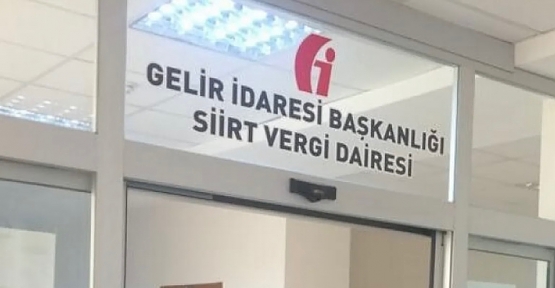 GELİR İDARESİ BAŞKANLIĞI
SİİRT VERGİ DAİRESİ